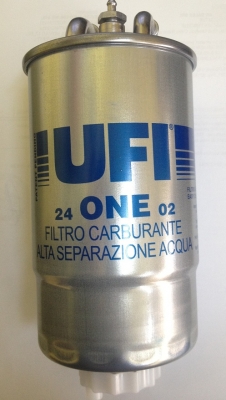 UFI
24 ONE 02
FILTRO CARBURANTE
ALTA SEPARAZIONE ACQUA